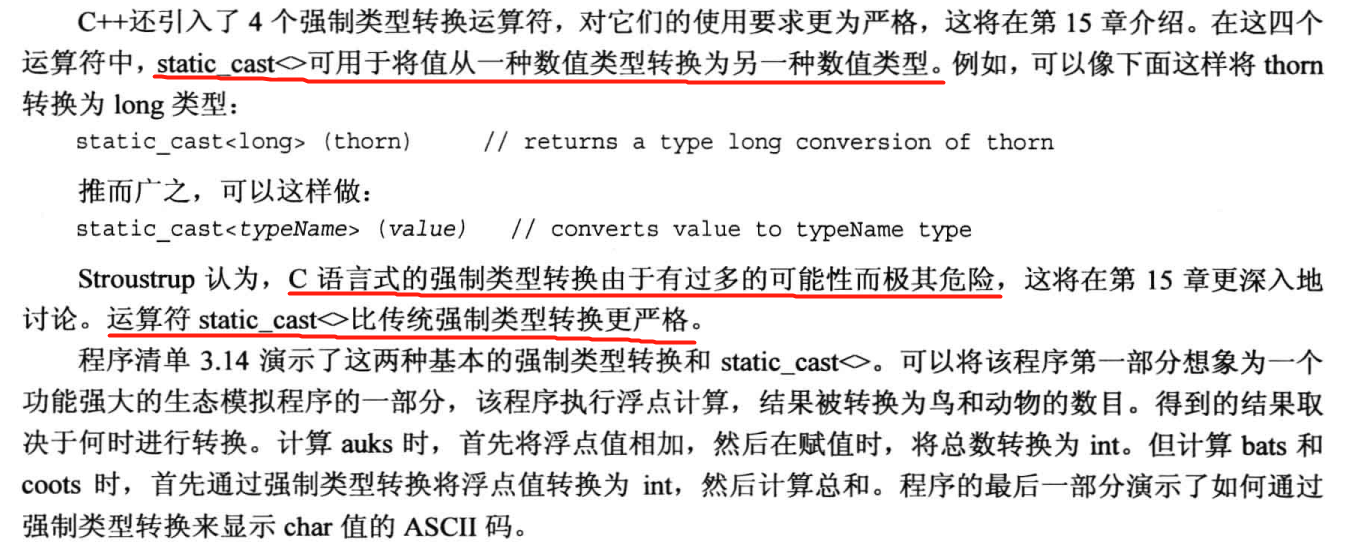 C++还引入了 4 个强制类型转换运算符，对它们的使用要求更为严格，这将在第 15 章介绍。在这四个
运算符中，static_cast<>可用于将值从一种数值类型转换为另一种数值类型。例如，可以像下面这样将 thorn
转换为 long 类型：
static_cast<long> (thorn)     // returns a type long conversion of thorn
推而广之，可以这样做：
static_cast<typeName> (value)   // converts value to typeName type
Stroustrup 认为，C 语言式的强制类型转换由于有过多的可能性而极其危险，这将在第 15 章更深入地
讨论。运算符 static_cast<>比传统强制类型转换更严格。
程序清单 3.14 演示了这两种基本的强制类型转换和 static_cast<>。可以将该程序第一部分想象为一个
功能强大的生态模拟程序的一部分，该程序执行浮点计算，结果被转换为鸟和动物的数目。得到的结果取
决于何时进行转换。计算 auks 时，首先将浮点值相加，然后在赋值时，将总数转换为 int。但计算 bats 和
coots 时，首先通过强制类型转换将浮点值转换为 int，然后计算总和。程序的最后一部分演示了如何通过
强制类型转换来显示 char 值的 ASCII 码。